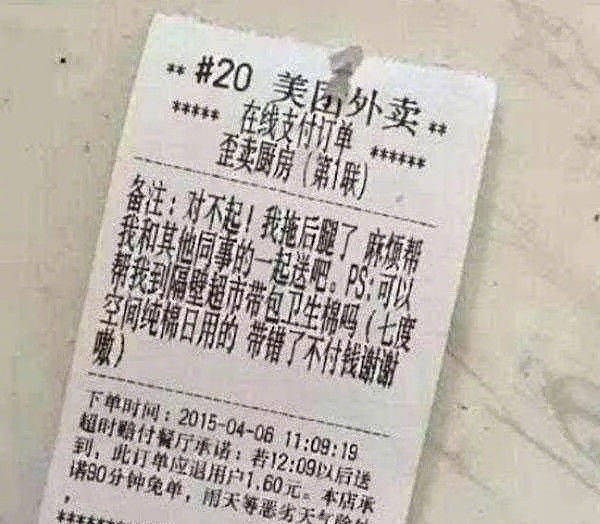 ** #20 美团外卖 **
***** 在线支付订单 ******
歪卖厨房（第1联）
备注：对不起！我拖后腿了 麻烦帮
我和其他同事的一起送吧。PS:可以
帮我到隔壁超市带包卫生棉吗（七度
空间纯棉日用的 带错了不付钱谢谢
噉）
下单时间：2015-04-06 11:09:19
超时赔付餐厅承诺：若12:09以后送
到，此订单应退用户1.60元。本店承
诺90分钟免单，雨天等恶劣天气除外
，